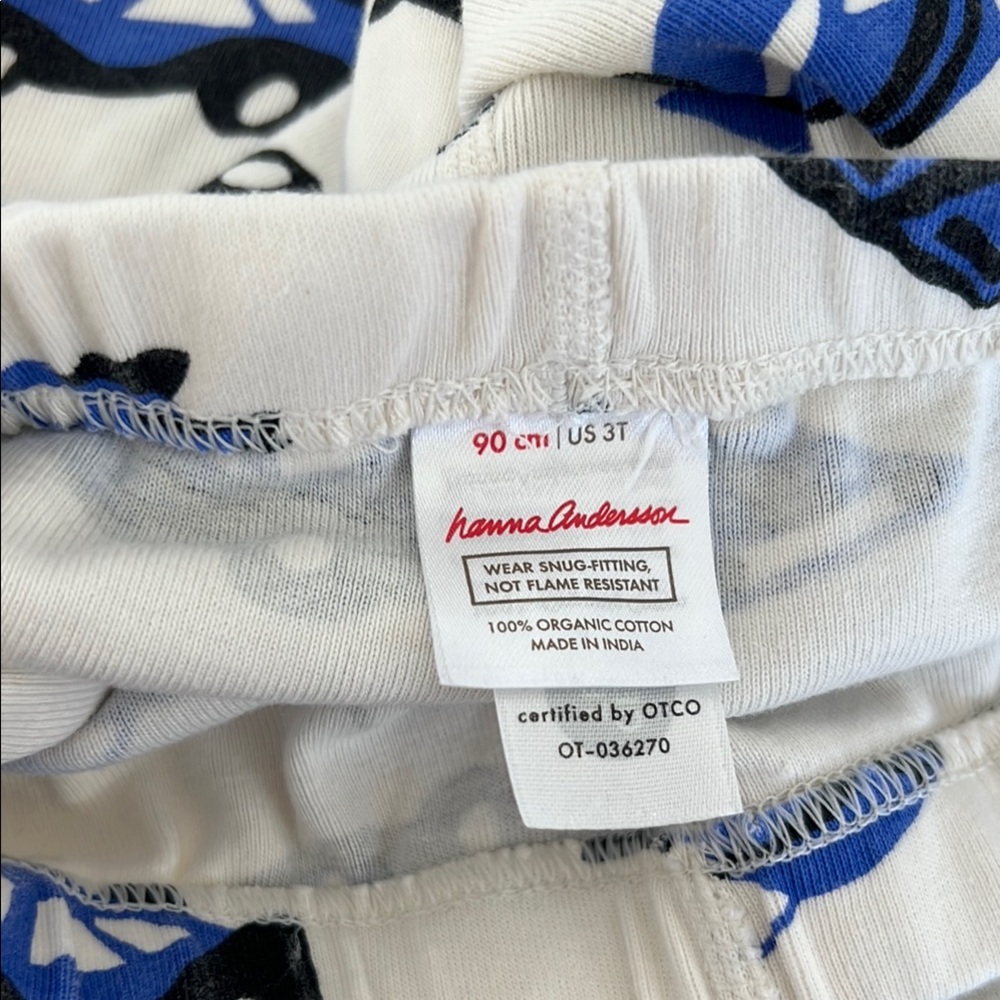 90 cm | US 3T
hanna Andersson
WEAR SNUG-FITTING,
NOT FLAME RESISTANT
100% ORGANIC COTTON
MADE IN INDIA
certified by OTCO
OT-036270